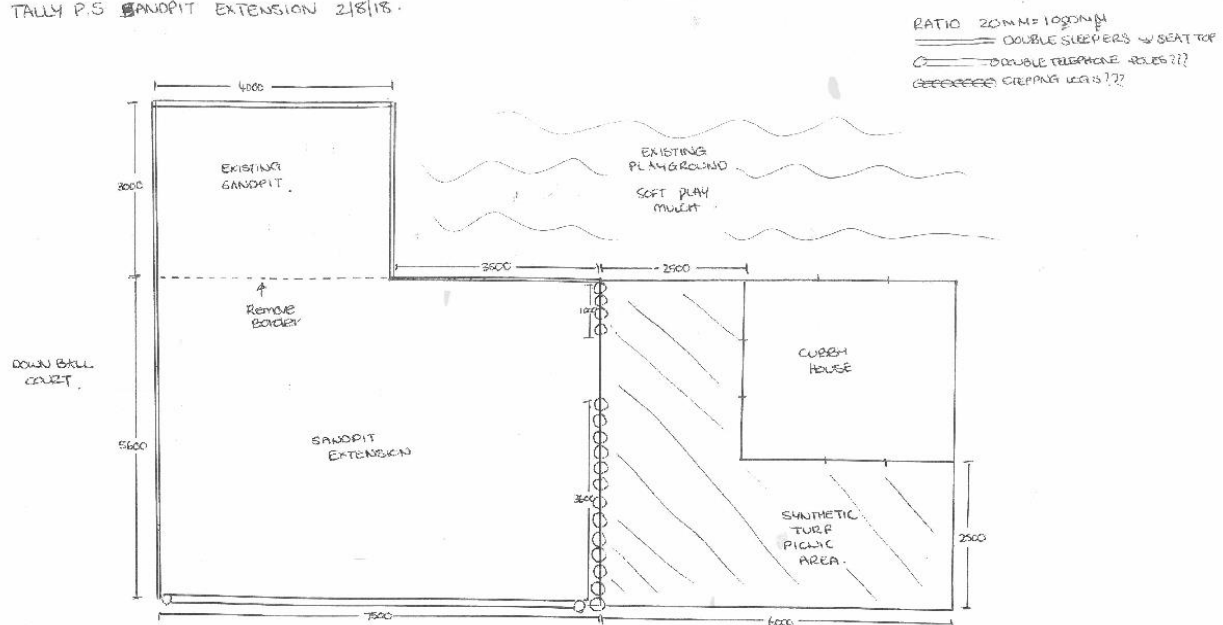 TALLY P.S SANDPIT EXTENSION 2/8/18.
RATIO 20MM=1000MM
DOUBLE SLEEPERS W SEAT TOP
DOUBLE TELEPHONE POLES???
STEPPING LOGS???
4000
3000
EXISTING
SANDPIT.
EXISTING
PLAYGROUND
SOFT PLAY
MULCH
3500
2500
Remove
Border
1000
CUBBY
HOUSE
DOWN BALL
COURT.
5600
SANDPIT
EXTENSION
SYNTHETIC
TURF
PICNIC
AREA.
2500
7500
6000